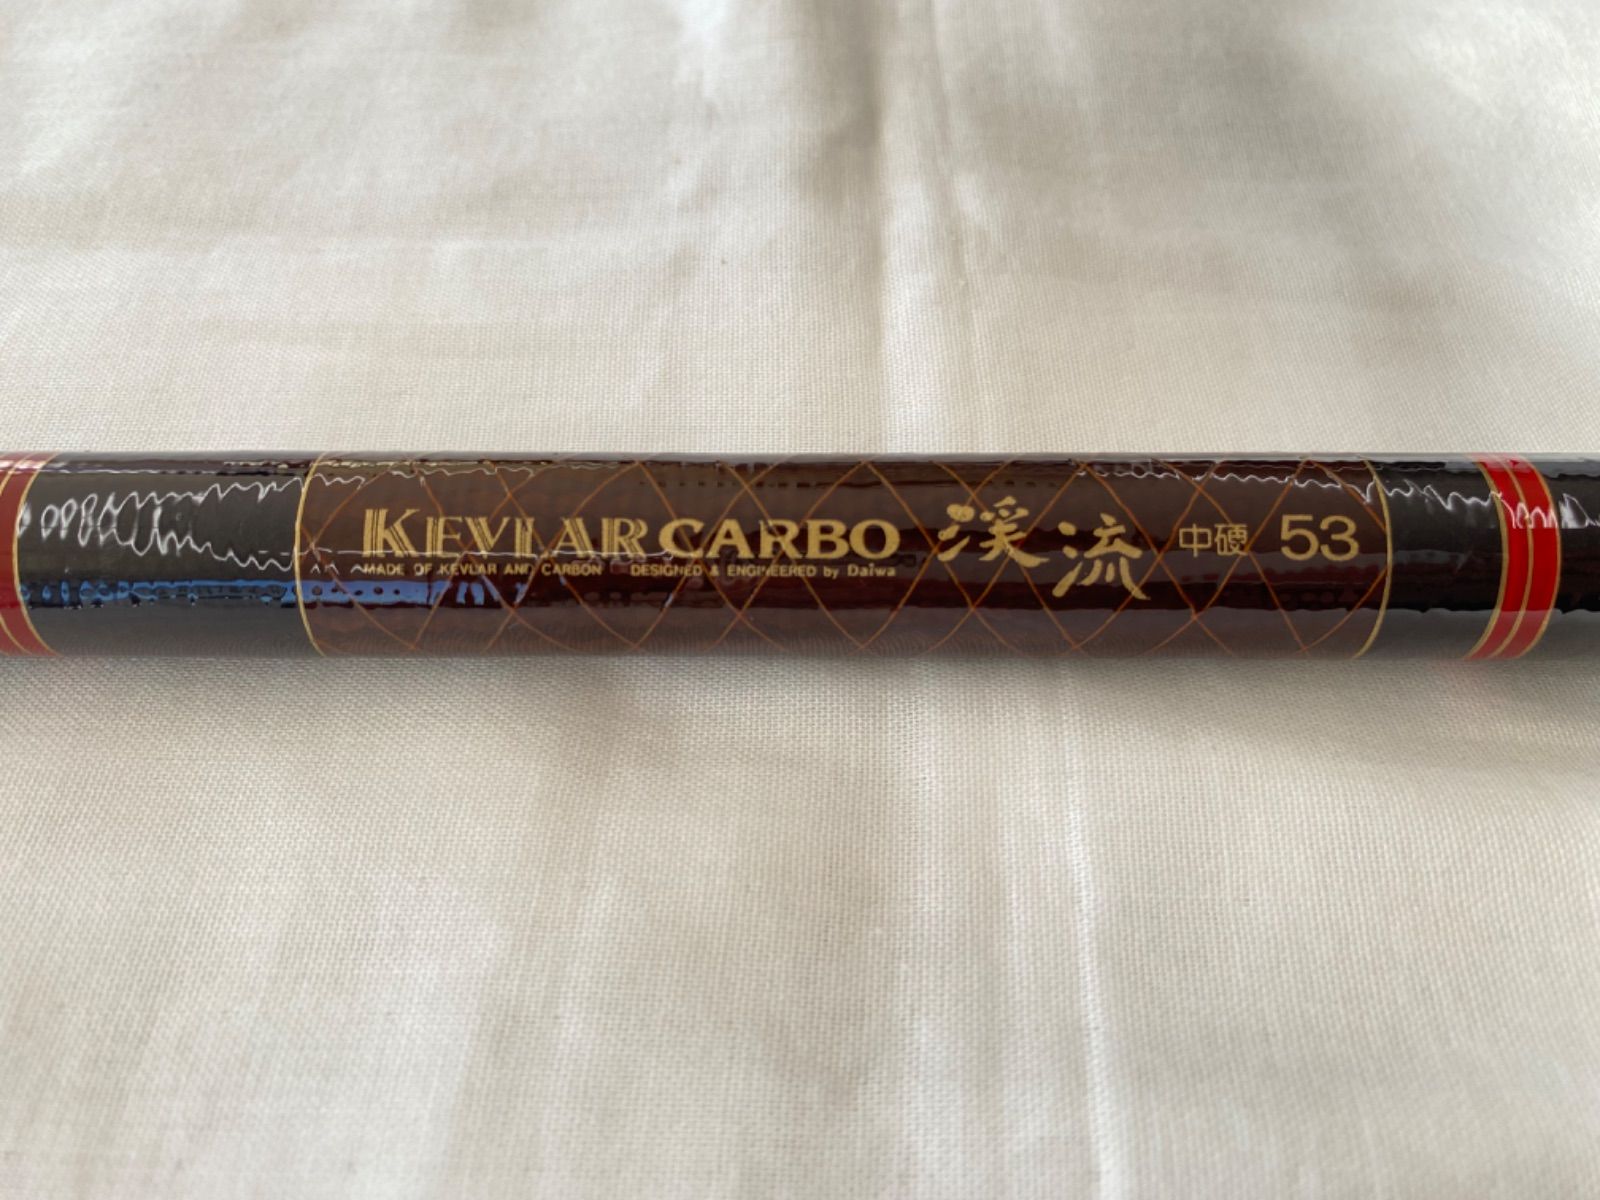 KEVLAR CARBO 渓流 中硬 53
MADE OF KEVLAR AND CARBON DESIGNED & ENGINEERED by Daiwa